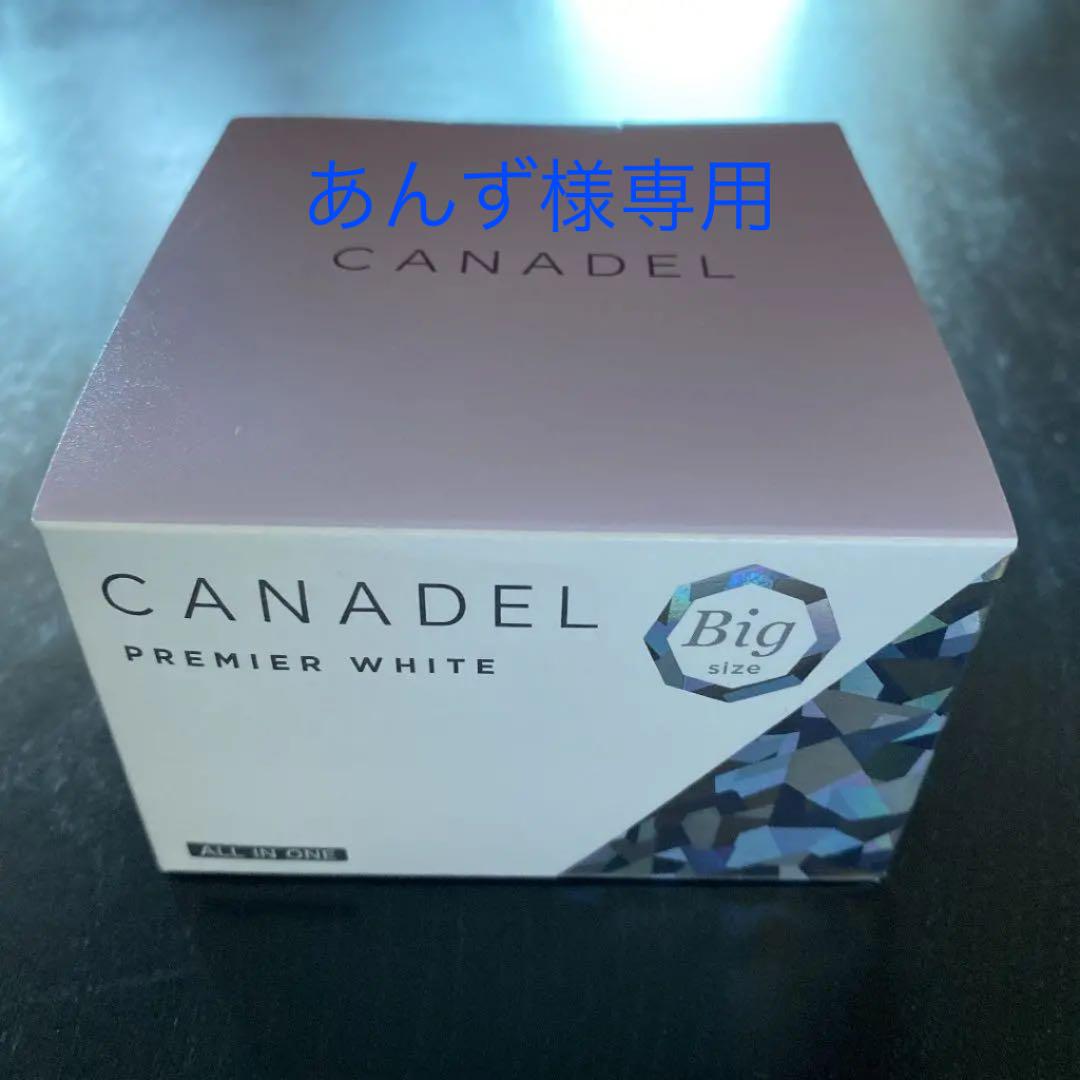 あんず様専用
CANADEL
CANADEL
PREMIER WHITE
Big
size
ALL IN ONE